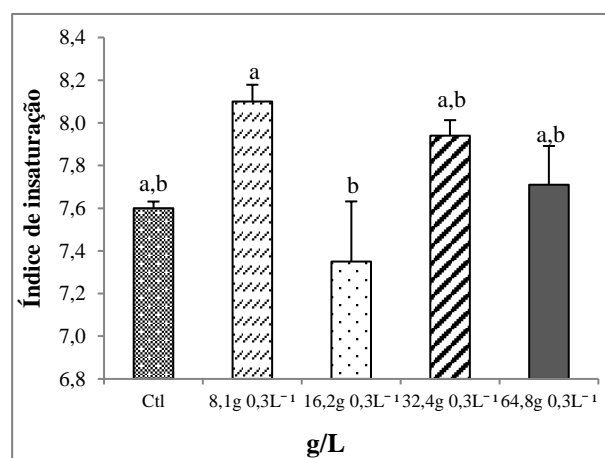 Índice de insaturação
8,4
8,2
8,0
7,8
7,6
7,4
7,2
7,0
6,8
a,b
a
b
a,b
a,b
Ctl 8,1g 0,3L⁻¹ 16,2g 0,3L⁻¹ 32,4g 0,3L⁻¹ 64,8g 0,3L⁻¹
g/L